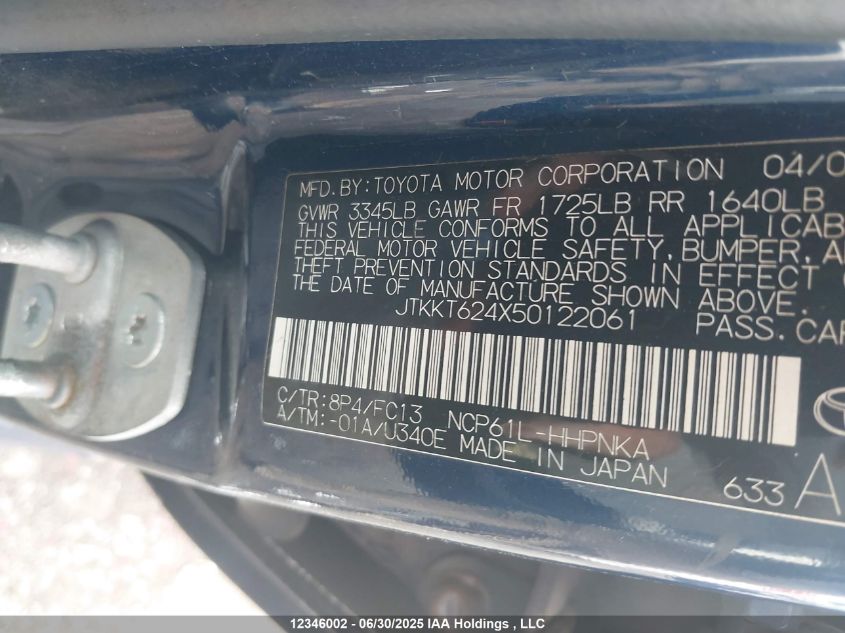 MFD. BY: TOYOTA MOTOR CORPORATION 04/0
GVWR 3345LB GAWR FR 1725LB RR 1640LB
THIS VEHICLE CONFORMS TO ALL APPLICAB
FEDERAL MOTOR VEHICLE SAFETY, BUMPER, A
THEFT PREVENTION STANDARDS IN EFFECT
THE DATE OF MANUFACTURE SHOWN ABOVE.
JTKKT624X50122061 PASS. CAR
C/TR:8P4/FC13 NCP61L-HHPNKA
A/TM:-01A/U340E MADE IN JAPAN
633 A
12346002 - 06/30/2025 IAA Holdings , LLC